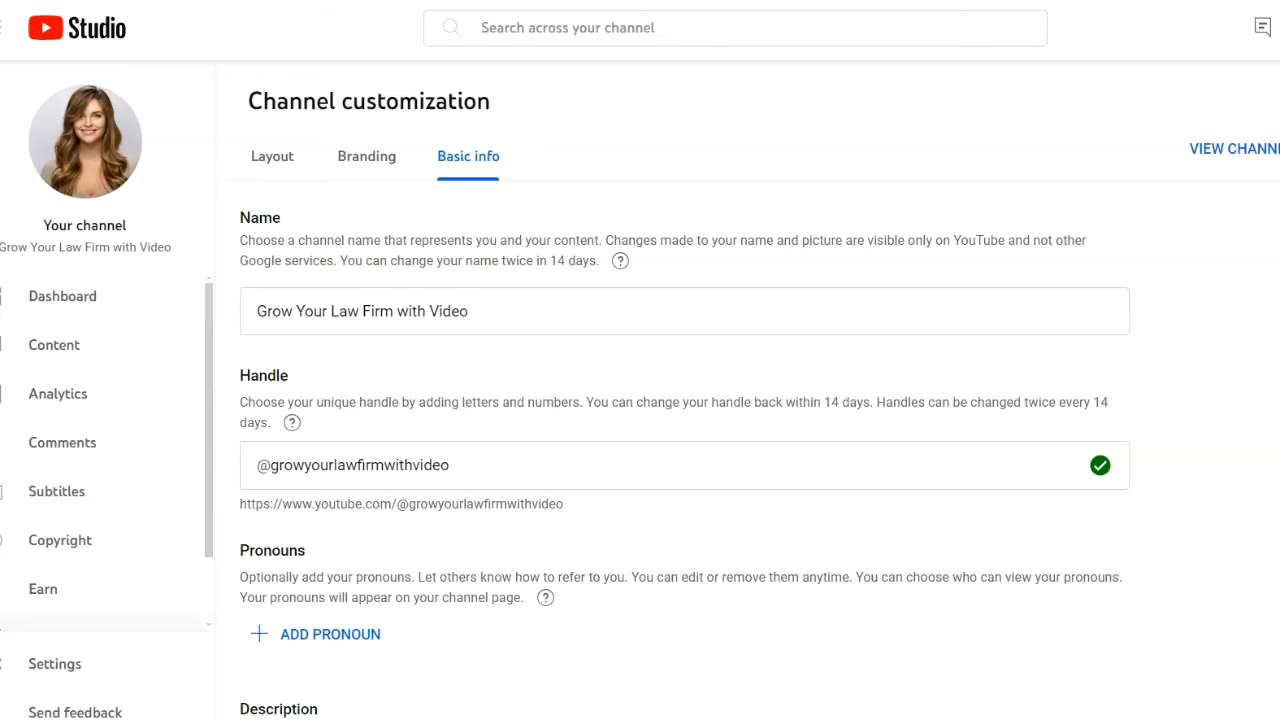 Studio
Search across your channel
Channel customization
Layout
Branding
Basic info
VIEW CHANN
Your channel
Grow Your Law Firm with Video
Dashboard
Content
Analytics
Comments
Subtitles
Copyright
Earn
Settings
Send feedback
Name
Choose a channel name that represents you and your content. Changes made to your name and picture are visible only on YouTube and not other
Google services. You can change your name twice in 14 days. ?
Grow Your Law Firm with Video
Handle
Choose your unique handle by adding letters and numbers. You can change your handle back within 14 days. Handles can be changed twice every 14
days. ?
@growyourlawfirmwithvideo
https://www.youtube.com/@growyourlawfirmwithvideo
Pronouns
Optionally add your pronouns. Let others know how to refer to you. You can edit or remove them anytime. You can choose who can view your pronouns.
Your pronouns will appear on your channel page. ?
ADD PRONOUN
Description